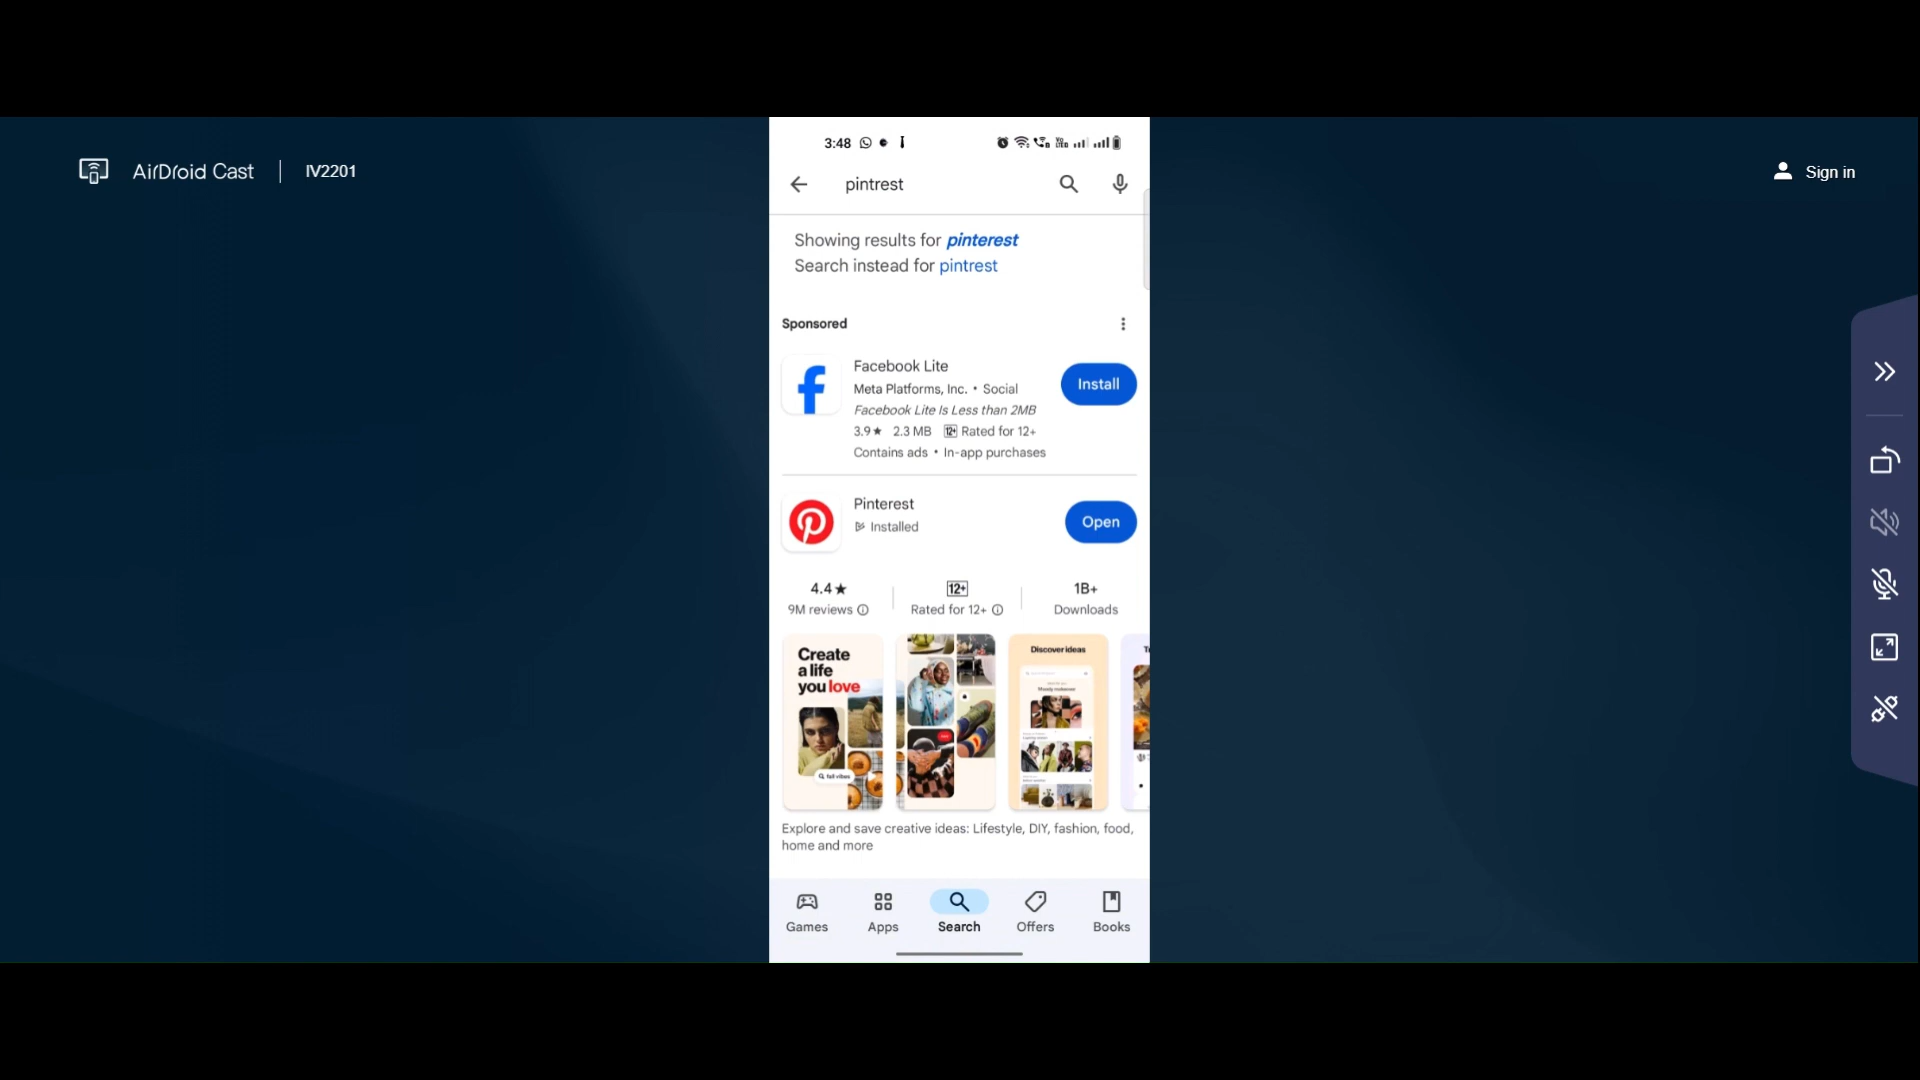 AirDroid Cast
IV2201
Sign in
3:48
pintrest
Showing results for pinterest
Search instead for pintrest
Sponsored
Facebook Lite
Meta Platforms, Inc. • Social
Facebook Lite Is Less than 2MB
3.9★ 2.3 MB 12+ Rated for 12+
Contains ads • In-app purchases
Install
Pinterest
Installed
Open
4.4★
9M reviews
12+
Rated for 12+
1B+
Downloads
Create
a life
you love
fall vibes
Discover ideas
Explore and save creative ideas: Lifestyle, DIY, fashion, food,
home and more
Games
Apps
Search
Offers
Books